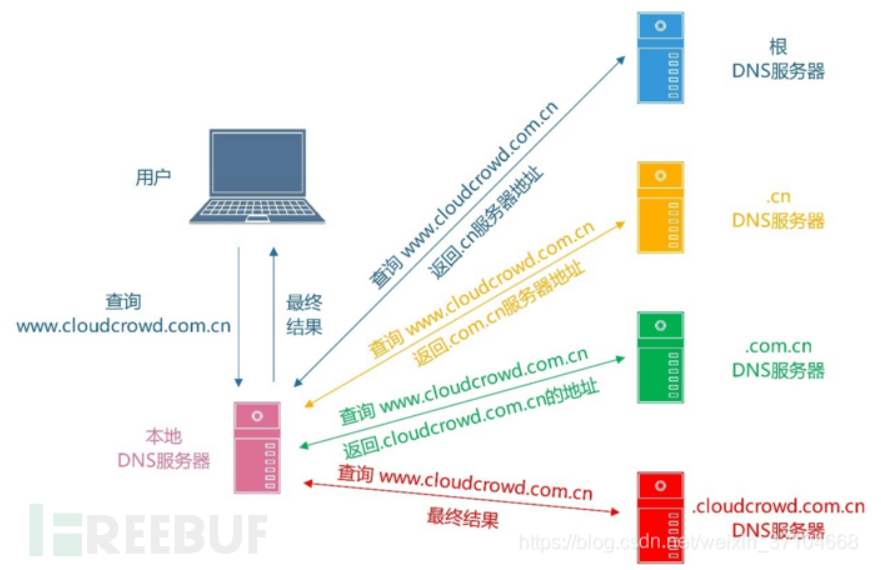 根
DNS服务器
用户
查询 www.cloudcrowd.com.cn
返回.cn服务器地址
.cn
DNS服务器
查询
www.cloudcrowd.com.cn
最终
结果
查询 www.cloudcrowd.com.cn
返回.com.cn服务器地址
.com.cn
DNS服务器
查询 www.cloudcrowd.com.cn
返回.cloudcrowd.com.cn的地址
本地
DNS服务器
查询 www.cloudcrowd.com.cn
最终结果
.cloudcrowd.com.cn
DNS服务器
FREEBUF
https://blog.csdn.net/weixin_37104668